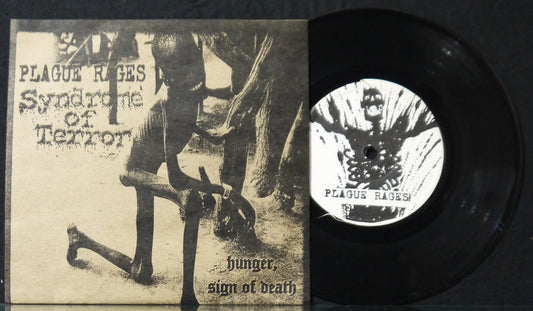 PLAGUE RAGES
Syndrome
of
Terror
hunger,
sign of death
PLAGUE RAGES